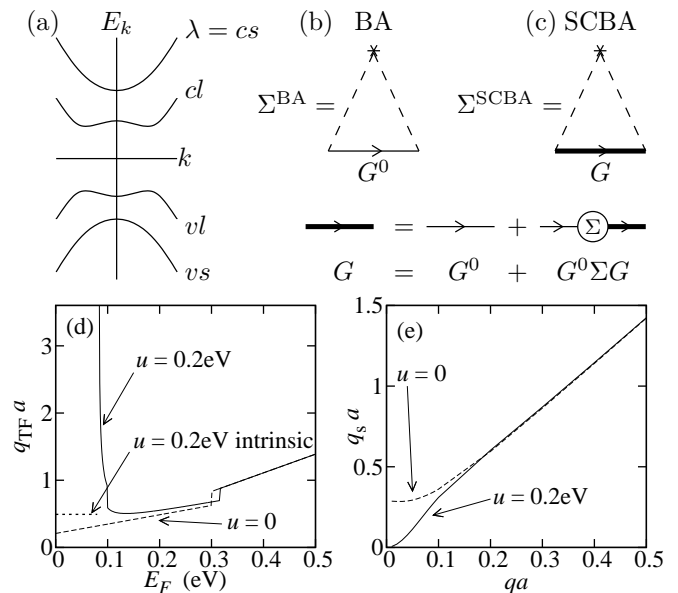 (a)
E_k
λ = cs
cl
k
vl
vs
(b) BA
Σ^BA =
G^0
(c) SCBA
Σ^SCBA =
G
= + Σ
G = G^0 + G^0ΣG
(d)
q_TF a
3
2
1
0
u = 0.2eV
u = 0.2eV intrinsic
u = 0
0 0.1 0.2 0.3 0.4 0.5
E_F (eV)
(e)
q_s a
1.5
1
0.5
0
u = 0
u = 0.2eV
0 0.1 0.2 0.3 0.4 0.5
qa